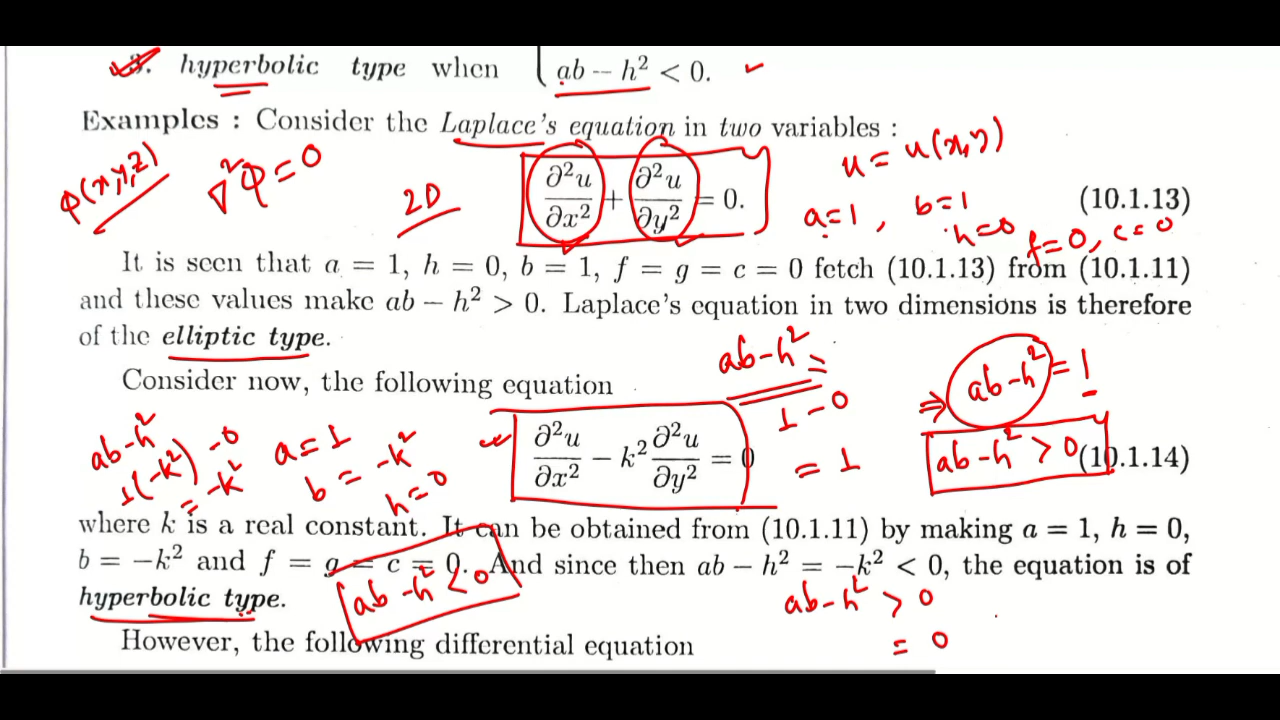 3. hyperbolic type when ab − h² < 0.
Examples : Consider the Laplace's equation in two variables :
φ(x,y,z)
∇²φ = 0
2D
∂²u/∂x² + ∂²u/∂y² = 0.
u = u(x,y)
a=1, b=1
h=0
f=0, c=0
(10.1.13)
It is seen that a = 1, h = 0, b = 1, f = g = c = 0 fetch (10.1.13) from (10.1.11)
and these values make ab − h² > 0. Laplace's equation in two dimensions is therefore
of the elliptic type.
ab-h² =
1-0
= 1
⇒ ab-h² = 1
ab-h² > 0
Consider now, the following equation
ab-h²
1(-k²) -0
= -k²
a=1
b = -k²
h=0
∂²u/∂x² − k² ∂²u/∂y² = 0
(10.1.14)
where k is a real constant. It can be obtained from (10.1.11) by making a = 1, h = 0,
b = −k² and f = g = c = 0. And since then ab − h² = −k² < 0, the equation is of
hyperbolic type.
ab-h² < 0
ab-h² > 0
= 0
However, the following differential equation